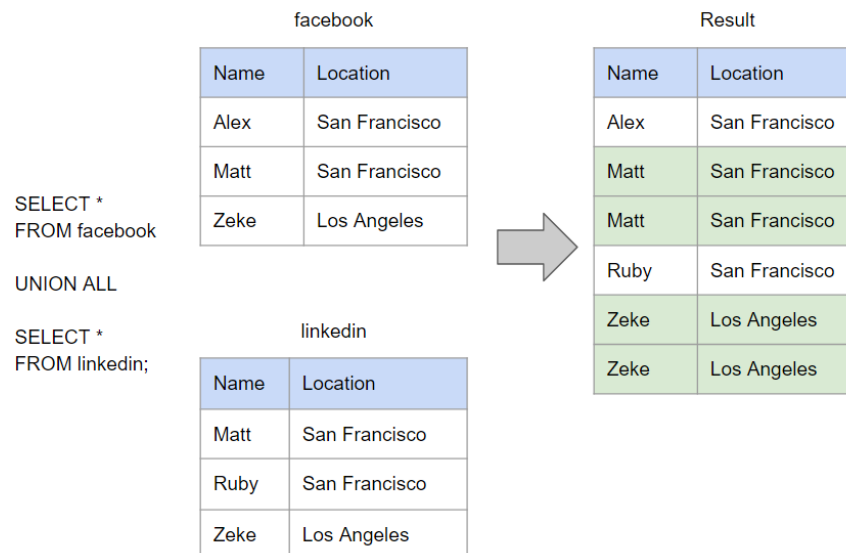 SELECT *
FROM facebook
UNION ALL
SELECT *
FROM linkedin;
facebook
Name Location
Alex San Francisco
Matt San Francisco
Zeke Los Angeles
linkedin
Name Location
Matt San Francisco
Ruby San Francisco
Zeke Los Angeles
Result
Name Location
Alex San Francisco
Matt San Francisco
Matt San Francisco
Ruby San Francisco
Zeke Los Angeles
Zeke Los Angeles